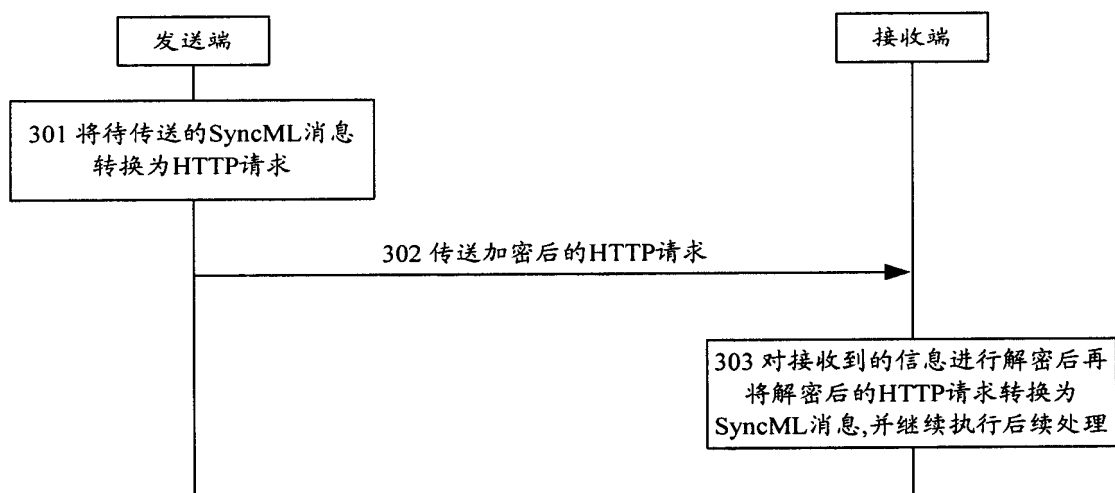 发送端
接收端
301 将待传送的SyncML消息
转换为HTTP请求
302 传送加密后的HTTP请求
303 对接收到的信息进行解密后再
将解密后的HTTP请求转换为
SyncML消息,并继续执行后续处理